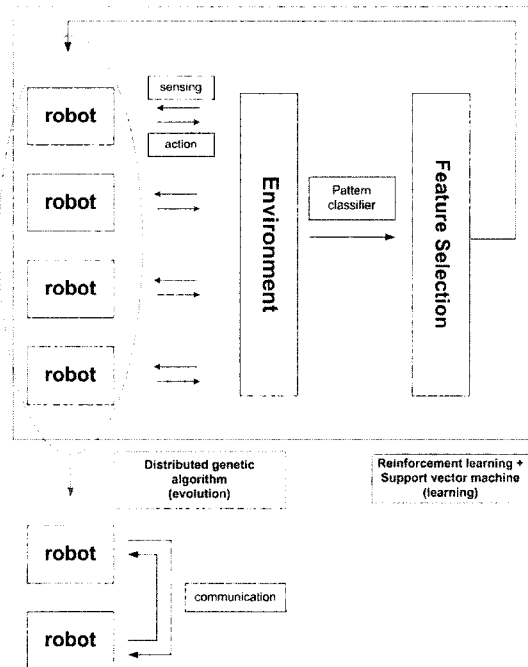 robot
sensing
action
robot
robot
robot
Environment
Pattern
classifier
Feature Selection
Distributed genetic
algorithm
(evolution)
Reinforcement learning +
Support vector machine
(learning)
robot
communication
robot